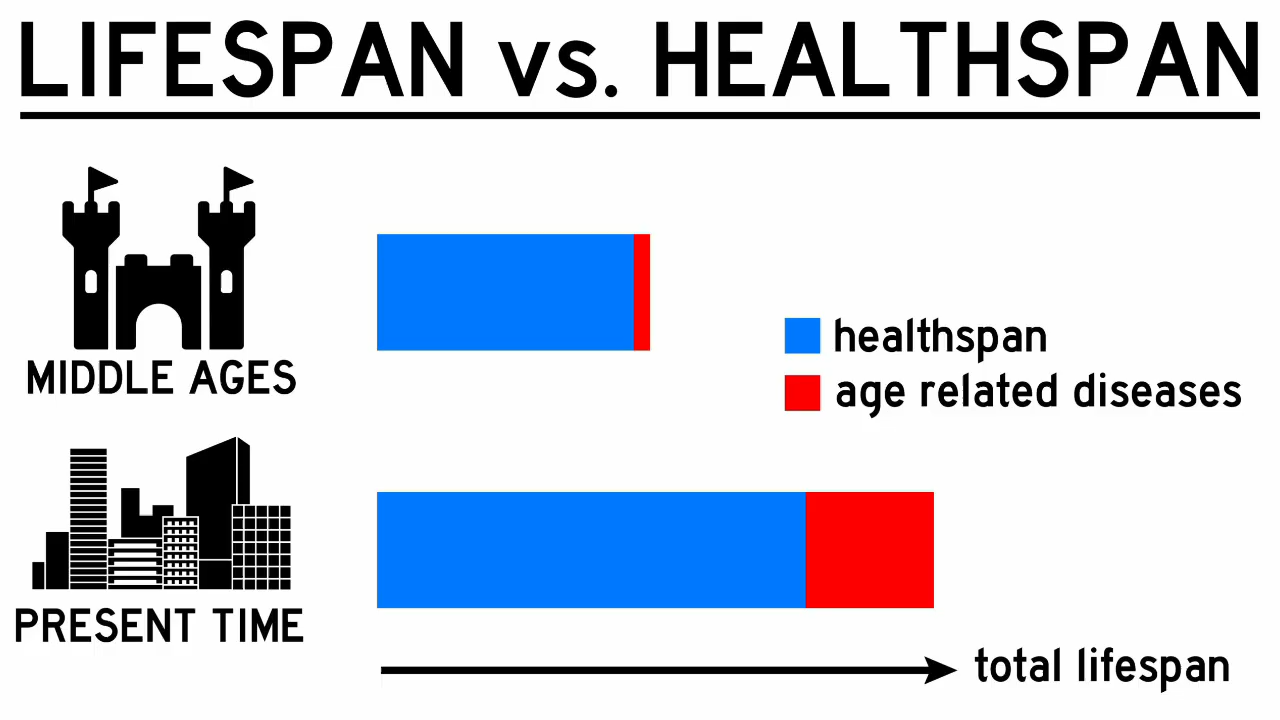 LIFESPAN vs. HEALTHSPAN
MIDDLE AGES
healthspan
age related diseases
PRESENT TIME
total lifespan